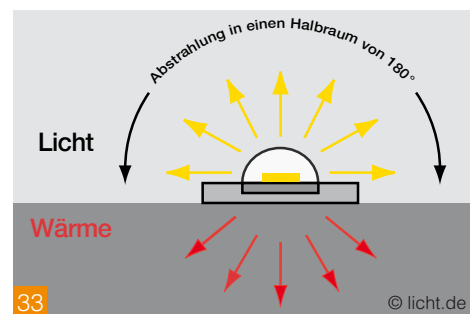 Abstrahlung in einen Halbraum von 180°
Licht
Wärme
33
© licht.de